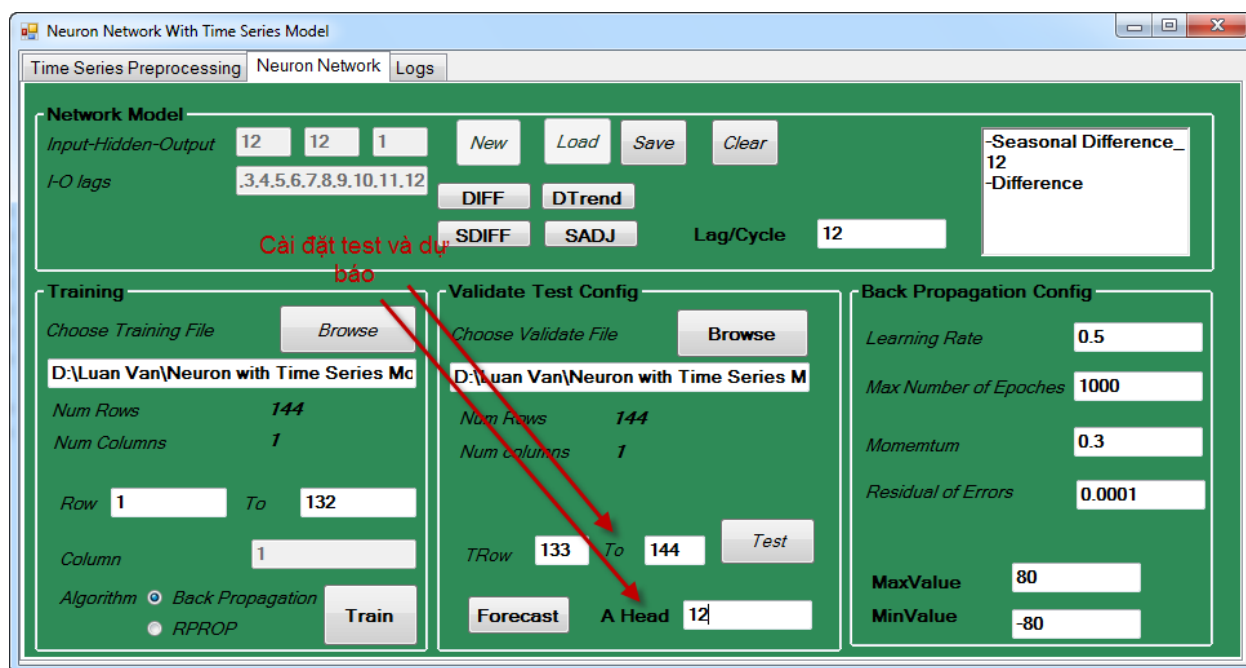 Neuron Network With Time Series Model
Time Series Preprocessing Neuron Network Logs
Network Model
Input-Hidden-Output 12 12 1 New Load Save Clear
I-O lags ,3,4,5,6,7,8,9,10,11,12
DIFF DTrend
SDIFF SADJ Lag/Cycle 12
-Seasonal Difference_
12
-Difference
Cài đặt test và dự
báo
Training
Choose Training File Browse
D:\Luan Van\Neuron with Time Series Mo
Num Rows 144
Num Columns 1
Row 1 To 132
Column 1
Algorithm Back Propagation
RPROP
Train
Validate Test Config
Choose Validate File Browse
D:\Luan Van\Neuron with Time Series M
Num Rows 144
Num columns 1
TRow 133 To 144 Test
Forecast A Head 12
Back Propagation Config
Learning Rate 0.5
Max Number of Epoches 1000
Momemtum 0.3
Residual of Errors 0.0001
MaxValue 80
MinValue -80